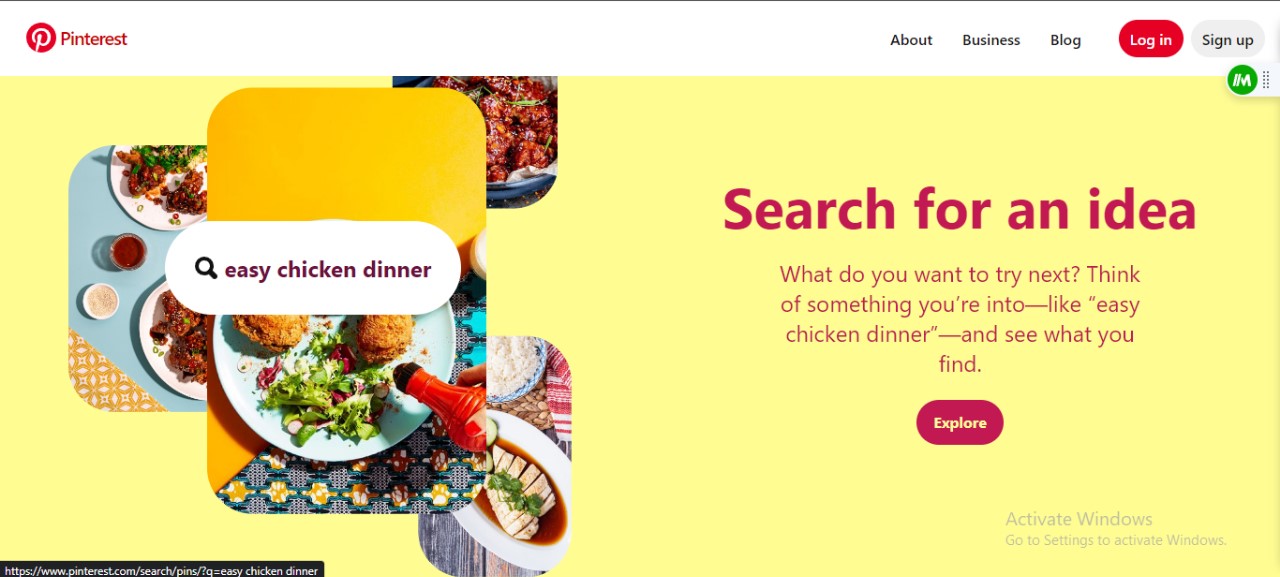 Pinterest
About
Business
Blog
Log in
Sign up
easy chicken dinner
Search for an idea
What do you want to try next? Think
of something you’re into—like “easy
chicken dinner”—and see what you
find.
Explore
Activate Windows
Go to Settings to activate Windows.
https://www.pinterest.com/search/pins/?q=easy chicken dinner